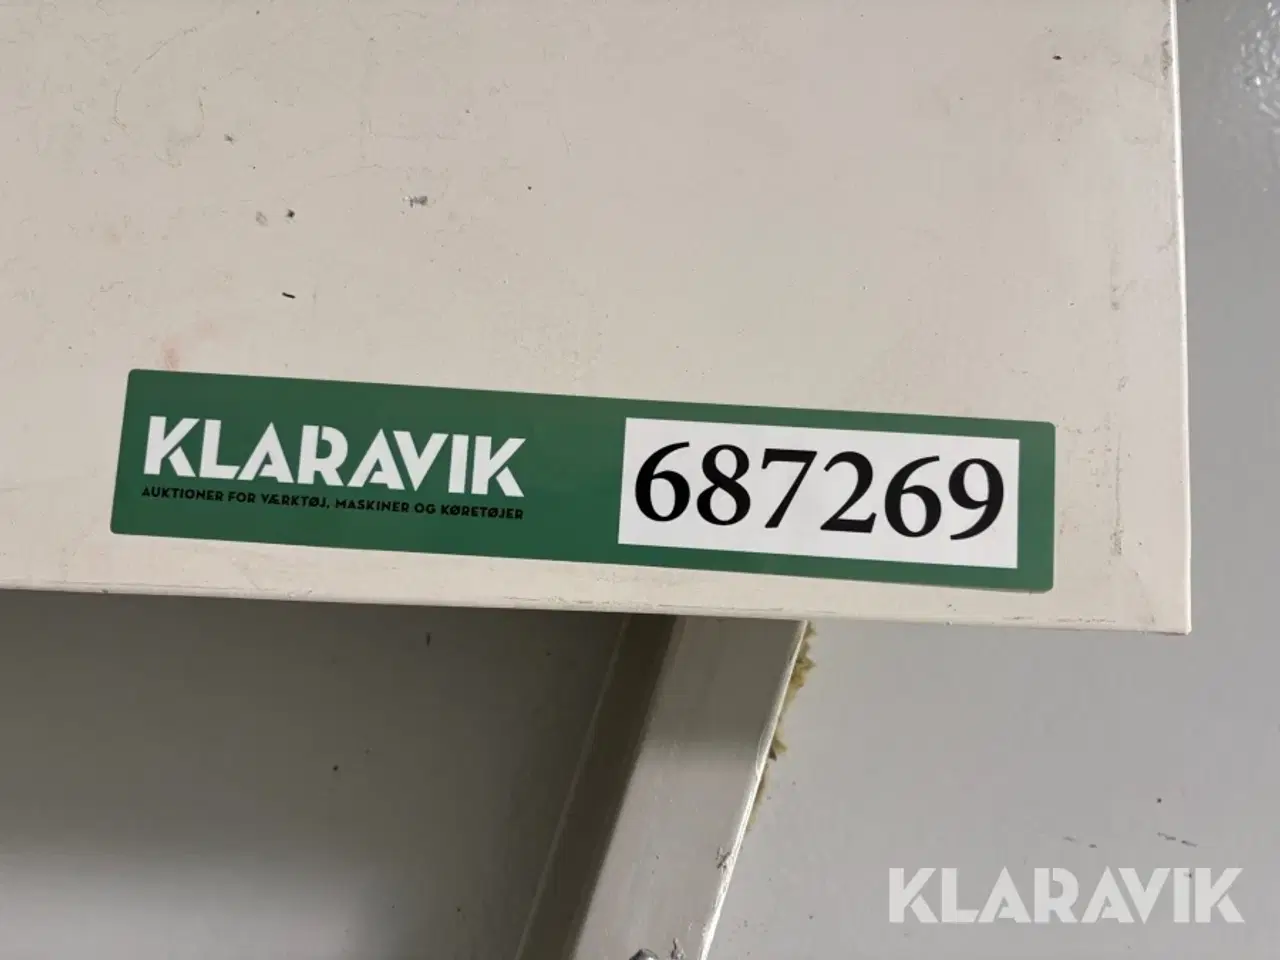 KLARAVIK
AUKTIONER FOR VÆRKTØJ, MASKINER OG KØRETØJER
687269
KLARAVIK